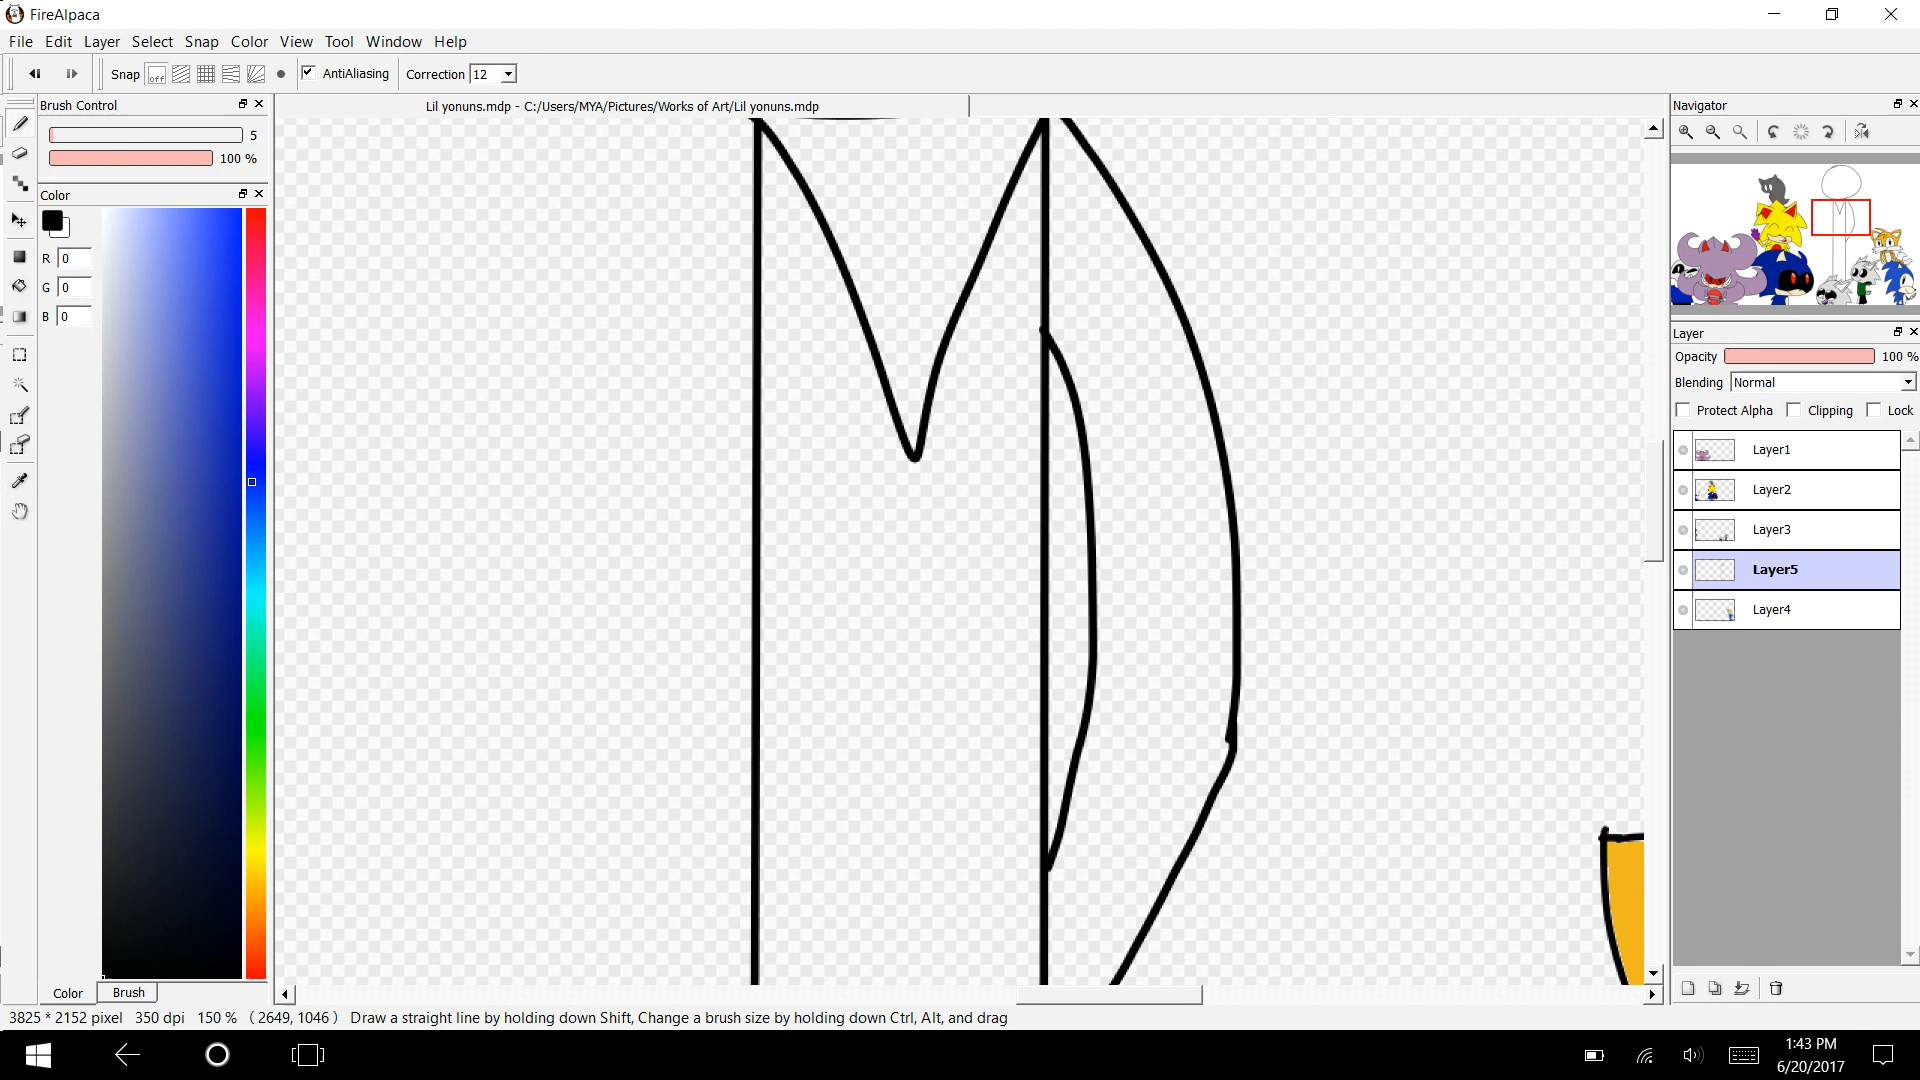 FireAlpaca
File Edit Layer Select Snap Color View Tool Window Help
Snap off AntiAliasing Correction 12
Brush Control
5
100 %
Color
R 0
G 0
B 0
Color Brush
Lil yonuns.mdp - C:/Users/MYA/Pictures/Works of Art/Lil yonuns.mdp
Navigator
Layer
Opacity 100 %
Blending Normal
Protect Alpha Clipping Lock
Layer1
Layer2
Layer3
Layer5
Layer4
3825 * 2152 pixel 350 dpi 150 % ( 2649, 1046 ) Draw a straight line by holding down Shift, Change a brush size by holding down Ctrl, Alt, and drag
1:43 PM
6/20/2017